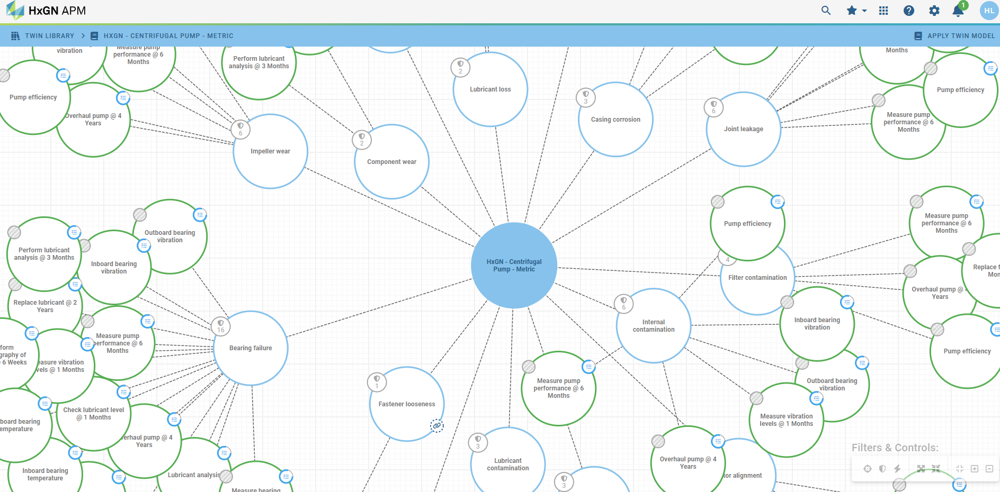 HxGN APM
1
HL
TWIN LIBRARY
HXGN - CENTRIFUGAL PUMP - METRIC
APPLY TWIN MODEL
vibration
Measure pump
performance @ 6
Months
Perform lubricant
analysis @ 3 Months
2
Lubricant loss
3
Casing corrosion
6
Joint leakage
Months
Pump efficiency
Measure pump
performance @ 6
Months
Pump efficiency
Overhaul pump @ 4
Years
6
Impeller wear
2
Component wear
Outboard bearing
vibration
Perform lubricant
analysis @ 3 Months
Inboard bearing
vibration
Replace lubricant @ 2
Years
HxGN - Centrifugal
Pump - Metric
Pump efficiency
4
Filter contamination
Measure pump
performance @ 6
Months
Replace f
Mon
Overhaul pump @
Years
Pump efficiency
Measure pump
performance @ 6
Months
form
graphy of
6 Weeks
easure vibration
vels @ 1 Months
16
Bearing failure
6
Internal
contamination
Inboard bearing
vibration
Outboard bearing
vibration
Measure vibration
levels @ 1 Months
Check lubricant level
@ 1 Months
board bearing
emperature
erhaul pump @ 4
Years
Inboard bearing
temperature
Lubricant analysis
Measure bearing
1
Fastener looseness
Measure pump
performance @ 6
Months
3
Lubricant
contamination
3
Overhaul pump @ 4
Years
tor alignment
Filters & Controls: